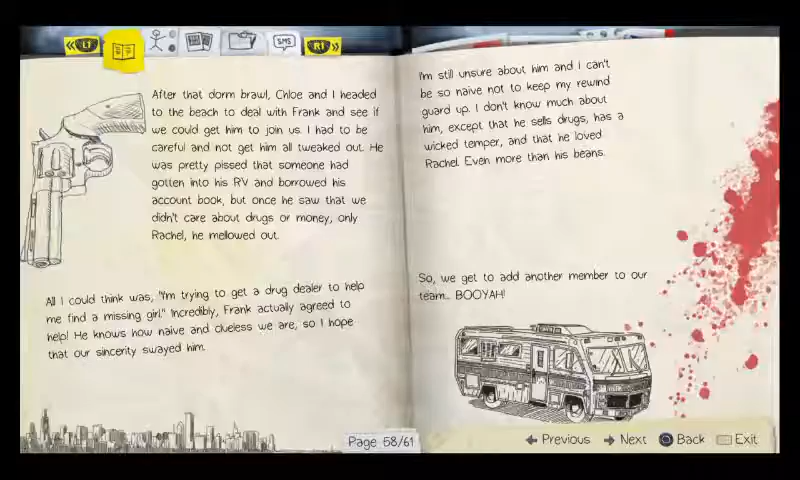 L1
SMS
R1
After that dorm brawl, Chloe and I headed
to the beach to deal with Frank and see if
we could get him to join us. I had to be
careful and not get him all tweaked out. He
was pretty pissed that someone had
gotten into his RV and borrowed his
account book, but once he saw that we
didn't care about drugs or money, only
Rachel, he mellowed out.
All I could think was, "I'm trying to get a drug dealer to help
me find a missing girl." Incredibly, Frank actually agreed to
help! He knows how naive and clueless we are, so I hope
that our sincerity swayed him.
I'm still unsure about him and I can't
be so naive not to keep my rewind
guard up. I don't know much about
him, except that he sells drugs, has a
wicked temper, and that he loved
Rachel. Even more than his beans.
So, we get to add another member to our
team... BOOYAH!
Page 58/61
Previous
Next
Back
Exit